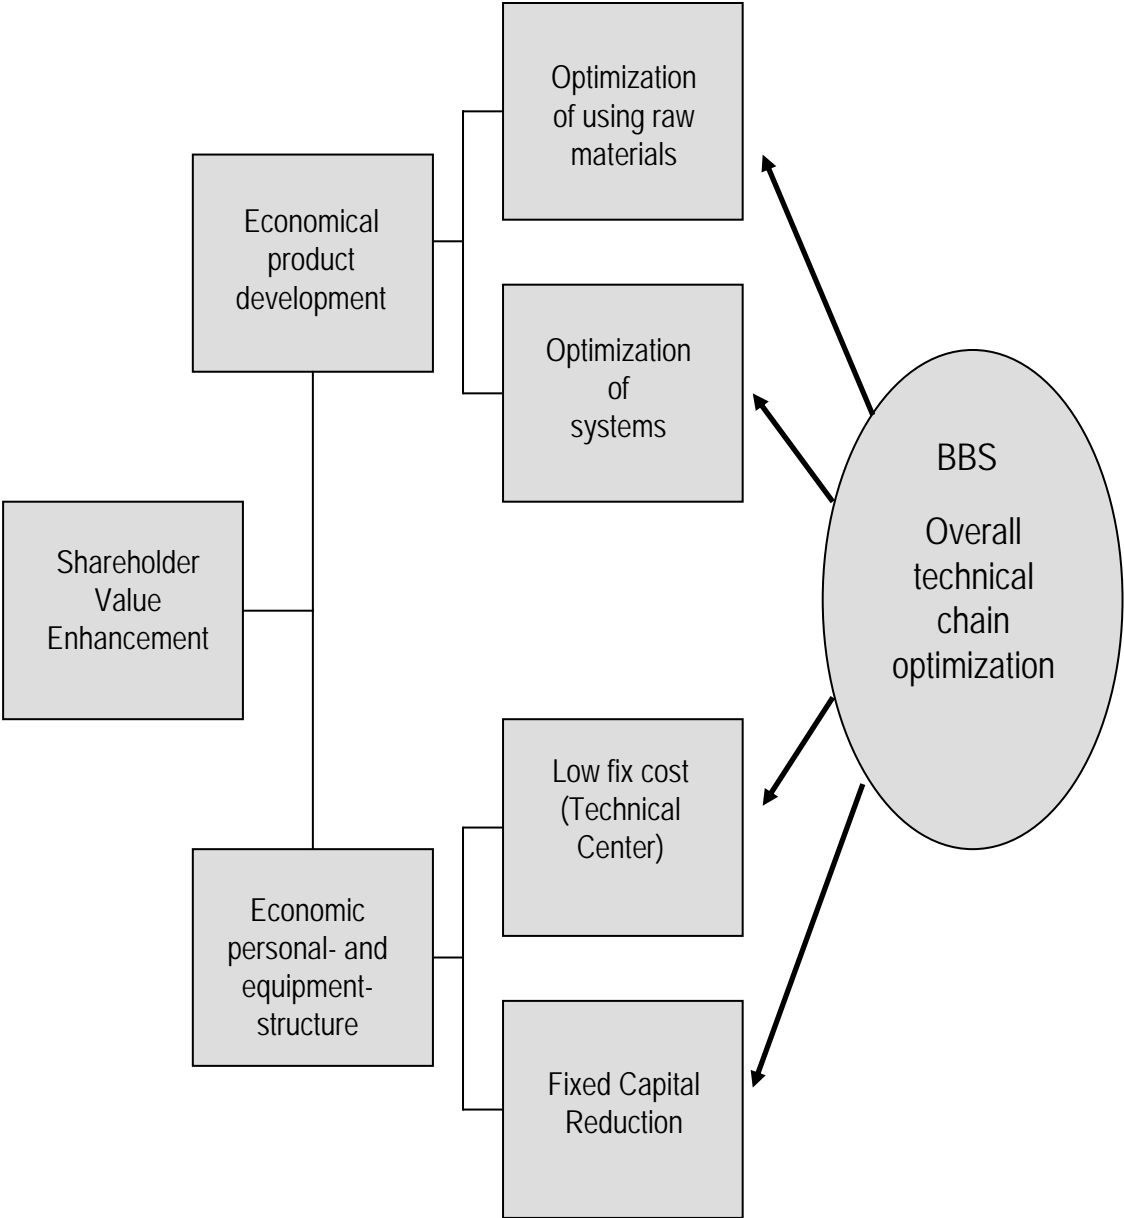 Optimization
of using raw
materials
Economical
product
development
Optimization
of
systems
BBS
Overall
technical
chain
optimization
Shareholder
Value
Enhancement
Low fix cost
(Technical
Center)
Economic
personal- and
equipment-
structure
Fixed Capital
Reduction